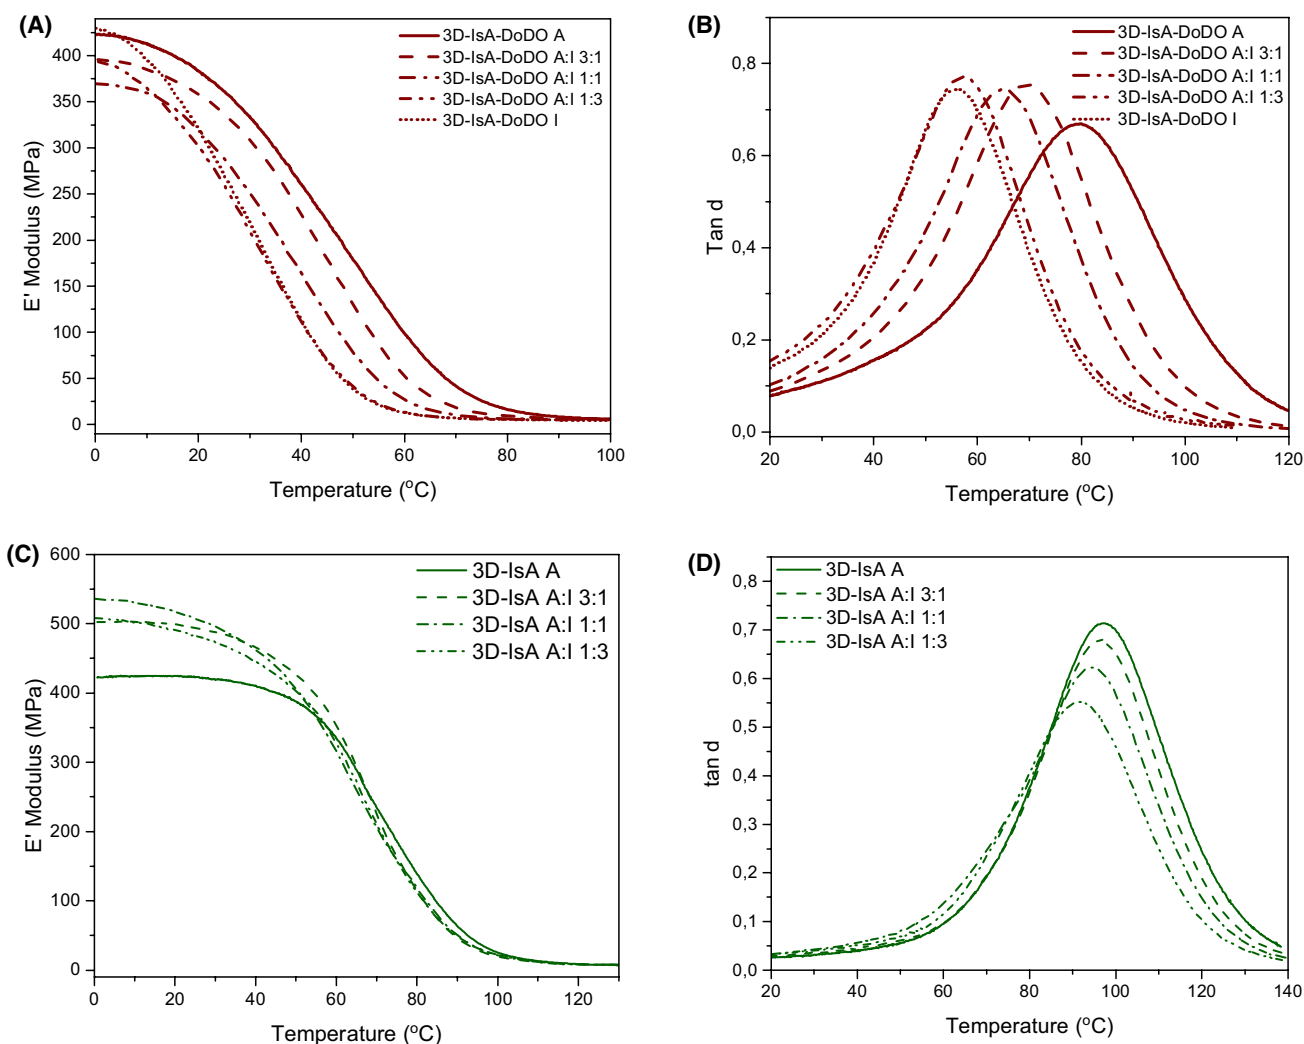 (A)
3D-IsA-DoDO A
3D-IsA-DoDO A:I 3:1
3D-IsA-DoDO A:I 1:1
3D-IsA-DoDO A:I 1:3
3D-IsA-DoDO I
E' Modulus (MPa)
400
350
300
250
200
150
100
50
0
0 20 40 60 80 100
Temperature (°C)
(B)
3D-IsA-DoDO A
3D-IsA-DoDO A:I 3:1
3D-IsA-DoDO A:I 1:1
3D-IsA-DoDO A:I 1:3
3D-IsA-DoDO I
Tan d
0,8
0,6
0,4
0,2
0,0
20 40 60 80 100 120
Temperature (°C)
(C)
3D-IsA A
3D-IsA A:I 3:1
3D-IsA A:I 1:1
3D-IsA A:I 1:3
E' Modulus (MPa)
600
500
400
300
200
100
0
0 20 40 60 80 100 120
Temperature (°C)
(D)
3D-IsA A
3D-IsA A:I 3:1
3D-IsA A:I 1:1
3D-IsA A:I 1:3
tan d
0,8
0,7
0,6
0,5
0,4
0,3
0,2
0,1
0,0
20 40 60 80 100 120 140
Temperature (°C)